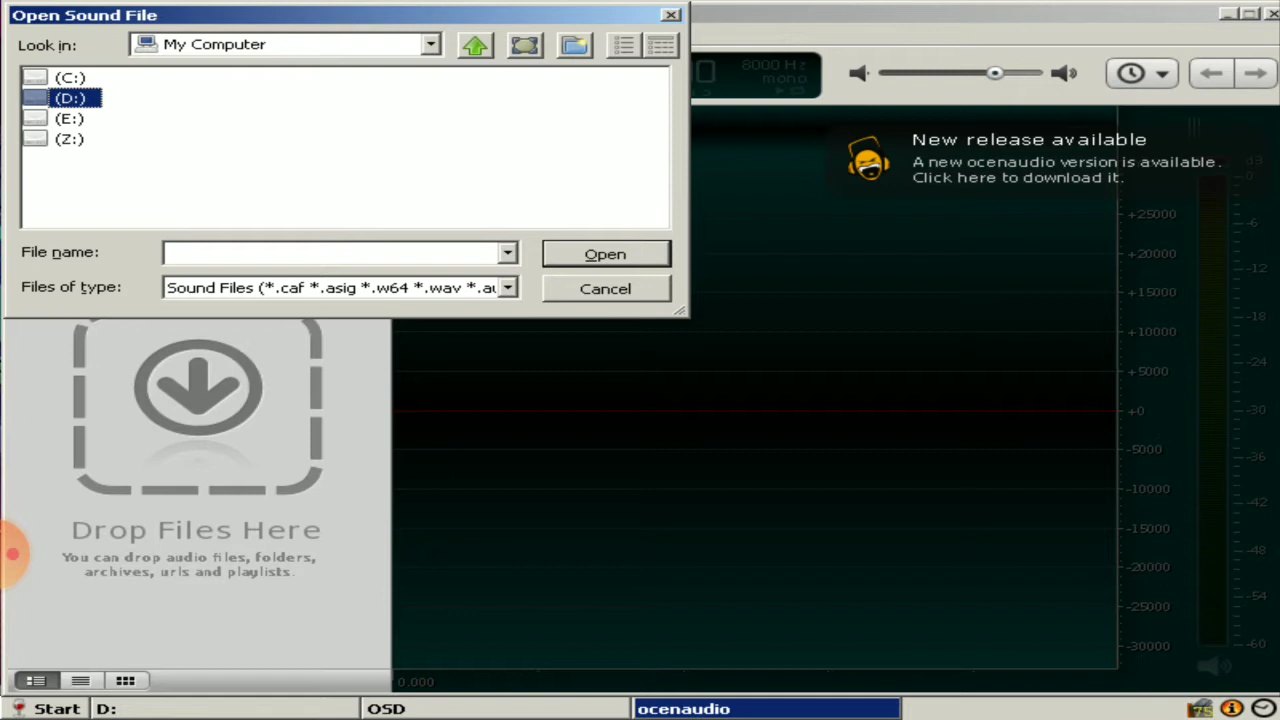 Open Sound File
Look in:
My Computer
(C:)
(D:)
(E:)
(Z:)
File name:
Open
Files of type:
Sound Files (*.caf *.asig *.w64 *.wav *.au
Cancel
8000 Hz
mono
New release available
A new ocenaudio version is available.
Click here to download it.
dB
0
-6
-12
-18
-24
-30
-36
-42
-48
-54
-60
+25000
+20000
+15000
+10000
+5000
+0
-5000
-10000
-15000
-20000
-25000
-30000
Drop Files Here
You can drop audio files, folders,
archives, urls and playlists.
0.000
Start
D:
OSD
ocenaudio
75